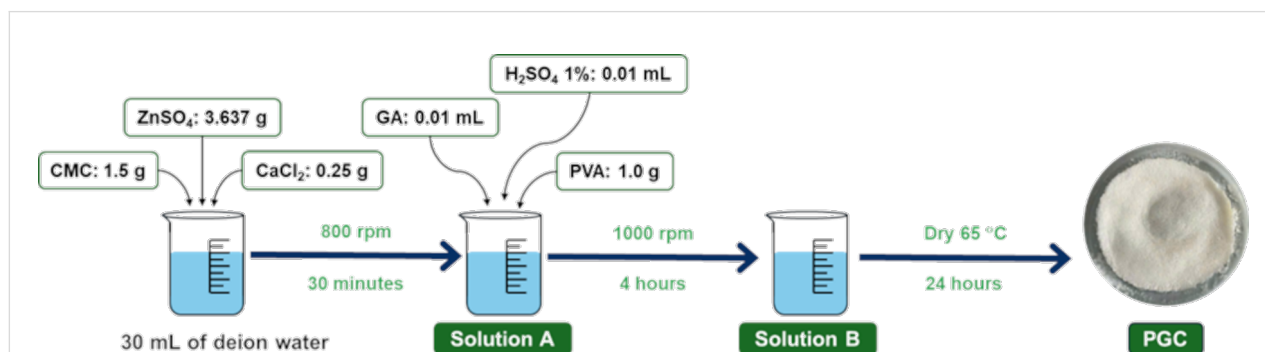 H₂SO₄ 1%: 0.01 mL
ZnSO₄: 3.637 g
GA: 0.01 mL
CMC: 1.5 g
CaCl₂: 0.25 g
PVA: 1.0 g
800 rpm
1000 rpm
Dry 65 °C
30 minutes
4 hours
24 hours
30 mL of deion water
Solution A
Solution B
PGC